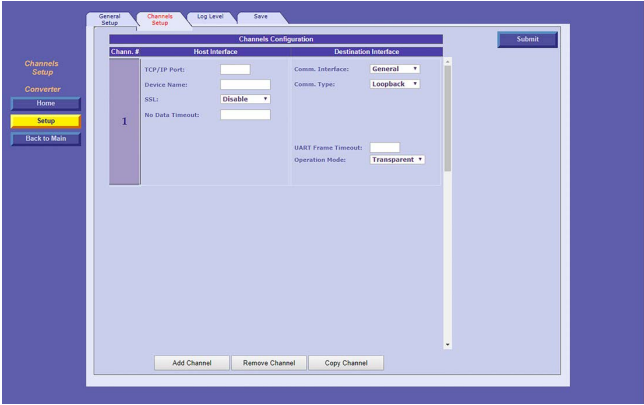 General Setup
Channels Setup
Log Level
Save
Channels Setup
Converter
Home
Setup
Back to Main
Channels Configuration
Chann. #
Host Interface
Destination Interface
1
TCP/IP Port:
Device Name:
SSL: Disable
No Data Timeout:
Comm. Interface: General
Comm. Type: Loopback
UART Frame Timeout:
Operation Mode: Transparent
Add Channel
Remove Channel
Copy Channel
Submit